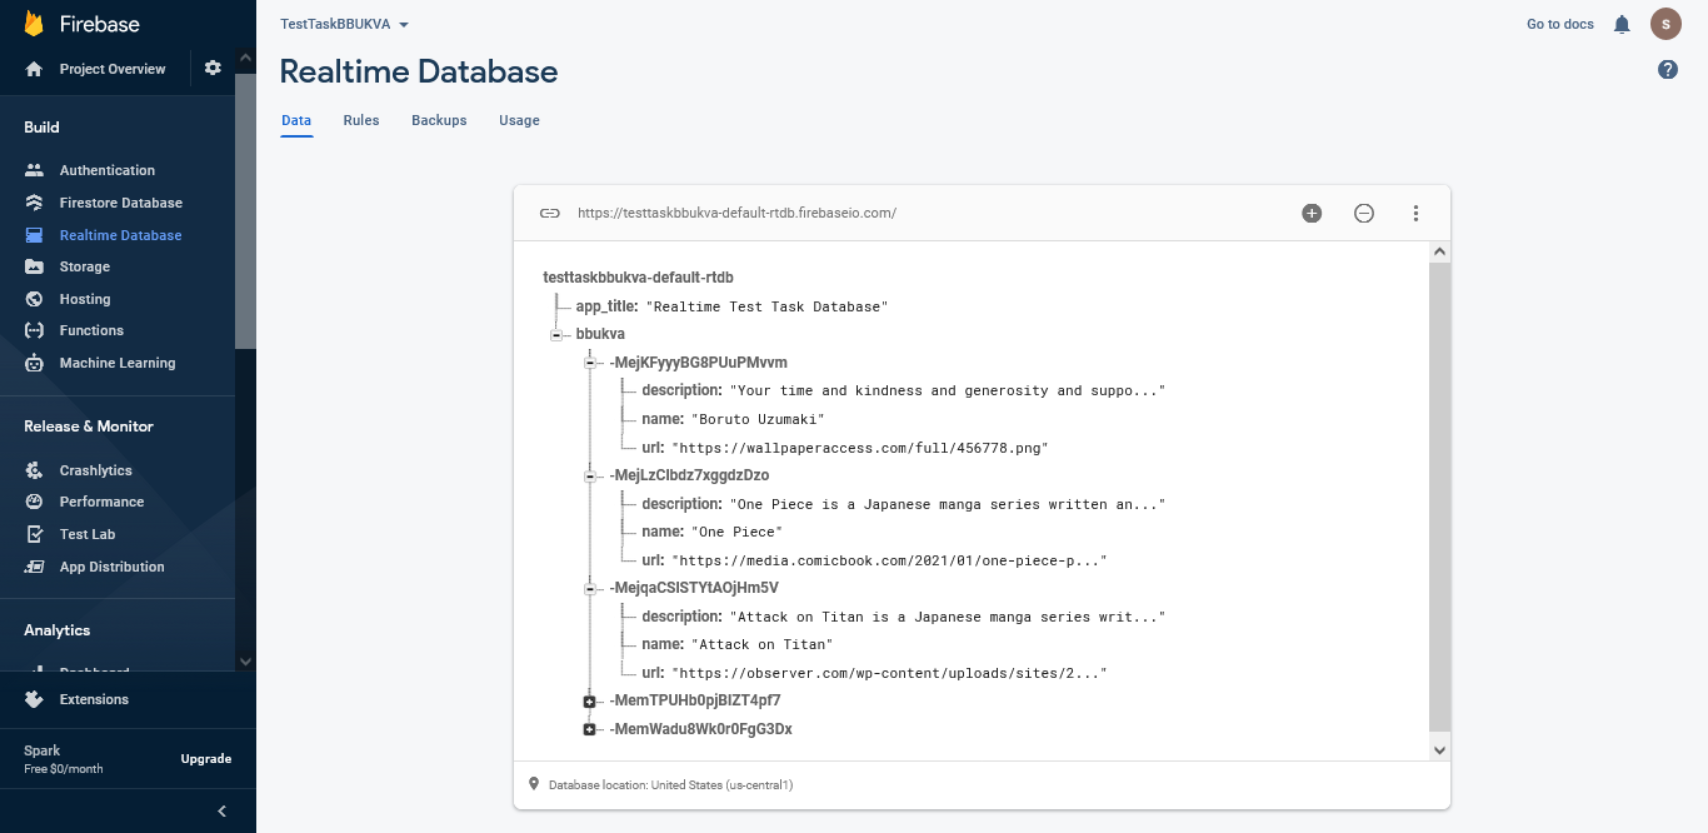 Firebase
Project Overview
Build
Authentication
Firestore Database
Realtime Database
Storage
Hosting
Functions
Machine Learning
Release & Monitor
Crashlytics
Performance
Test Lab
App Distribution
Analytics
Dashboard
Extensions
Spark
Free $0/month
Upgrade
TestTaskBBUKVA
Go to docs
S
Realtime Database
Data Rules Backups Usage
https://testtaskbbukva-default-rtdb.firebaseio.com/
testtaskbbukva-default-rtdb
app_title: "Realtime Test Task Database"
bbukva
-MejKFyyyBG8PUuPMvvm
description: "Your time and kindness and generosity and suppo..."
name: "Boruto Uzumaki"
url: "https://wallpaperaccess.com/full/456778.png"
-MejLzClbdz7xggdzDzo
description: "One Piece is a Japanese manga series written an..."
name: "One Piece"
url: "https://media.comicbook.com/2021/01/one-piece-p..."
-MejqaCSISTYtAOjHm5V
description: "Attack on Titan is a Japanese manga series writ..."
name: "Attack on Titan"
url: "https://observer.com/wp-content/uploads/sites/2..."
-MemTPUHb0pjBIZT4pf7
-MemWadu8Wk0r0FgG3Dx
Database location: United States (us-central1)